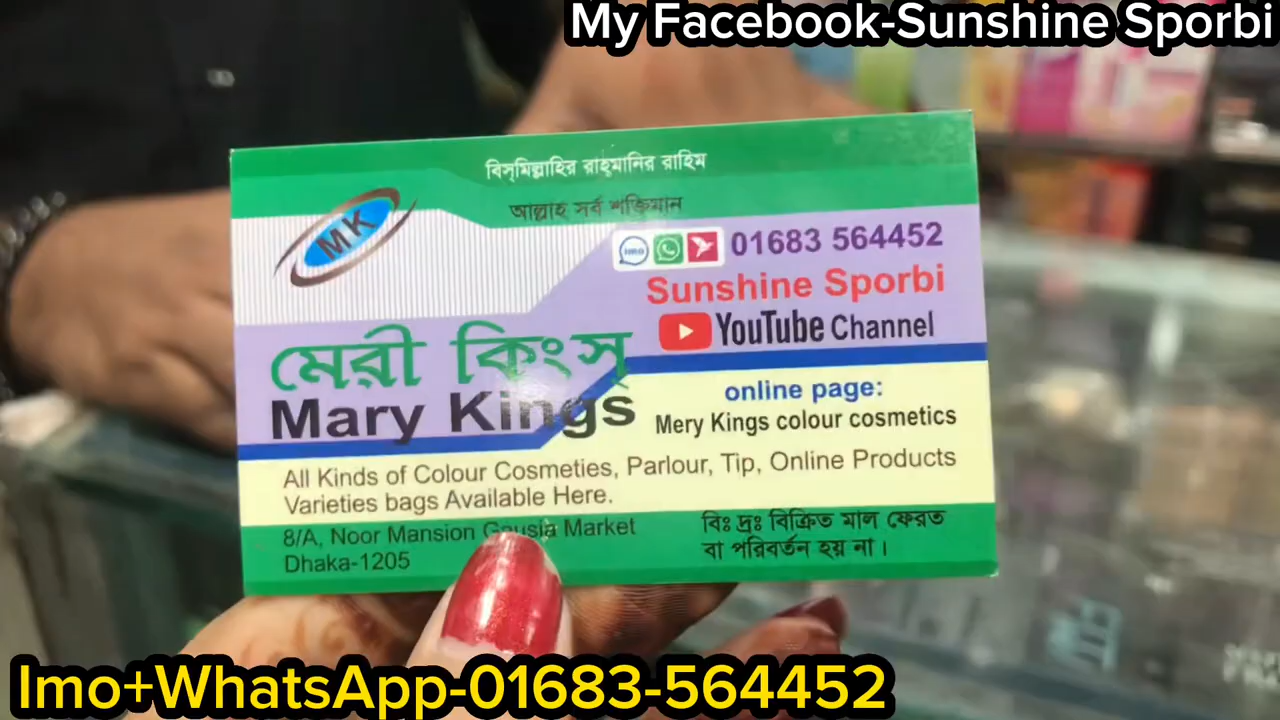 My Facebook-Sunshine Sporbi
বিস্‌মিল্লাহির রাহ্‌মানির রাহিম
আল্লাহ সর্ব শক্তিমান
MK
imo
01683 564452
Sunshine Sporbi
YouTube Channel
মেরী কিংস্
Mary Kings
online page:
Mery Kings colour cosmetics
All Kinds of Colour Cosmeties, Parlour, Tip, Online Products
Varieties bags Available Here.
8/A, Noor Mansion Gausia Market
Dhaka-1205
বিঃ দ্রঃ বিক্রিত মাল ফেরত
বা পরিবর্তন হয় না।
Imo+WhatsApp-01683-564452